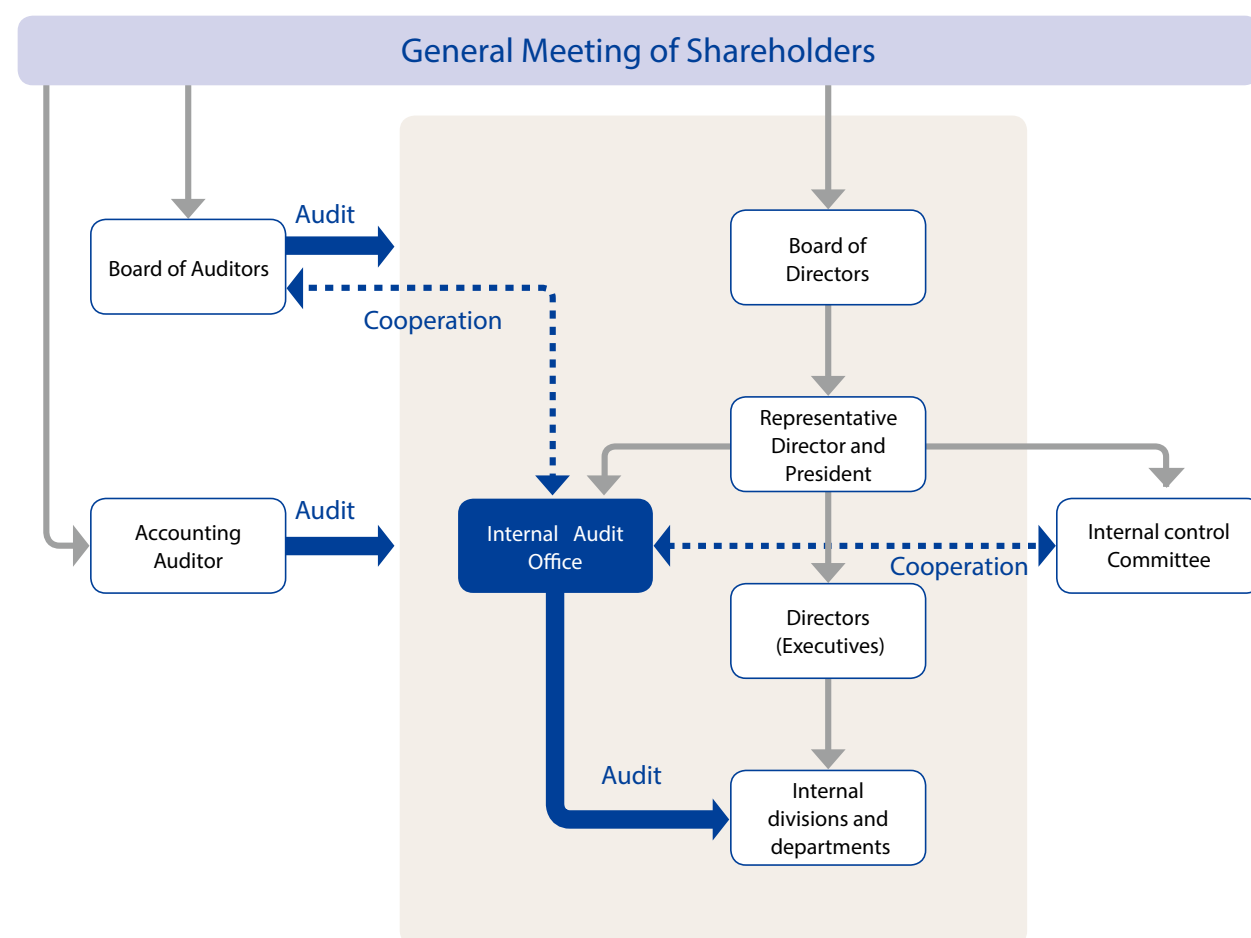 General Meeting of Shareholders
Audit
Board of Auditors
Board of
Directors
Cooperation
Representative
Director and
President
Audit
Accounting
Auditor
Internal Audit
Office
Internal control
Committee
Cooperation
Directors
(Executives)
Audit
Internal
divisions and
departments